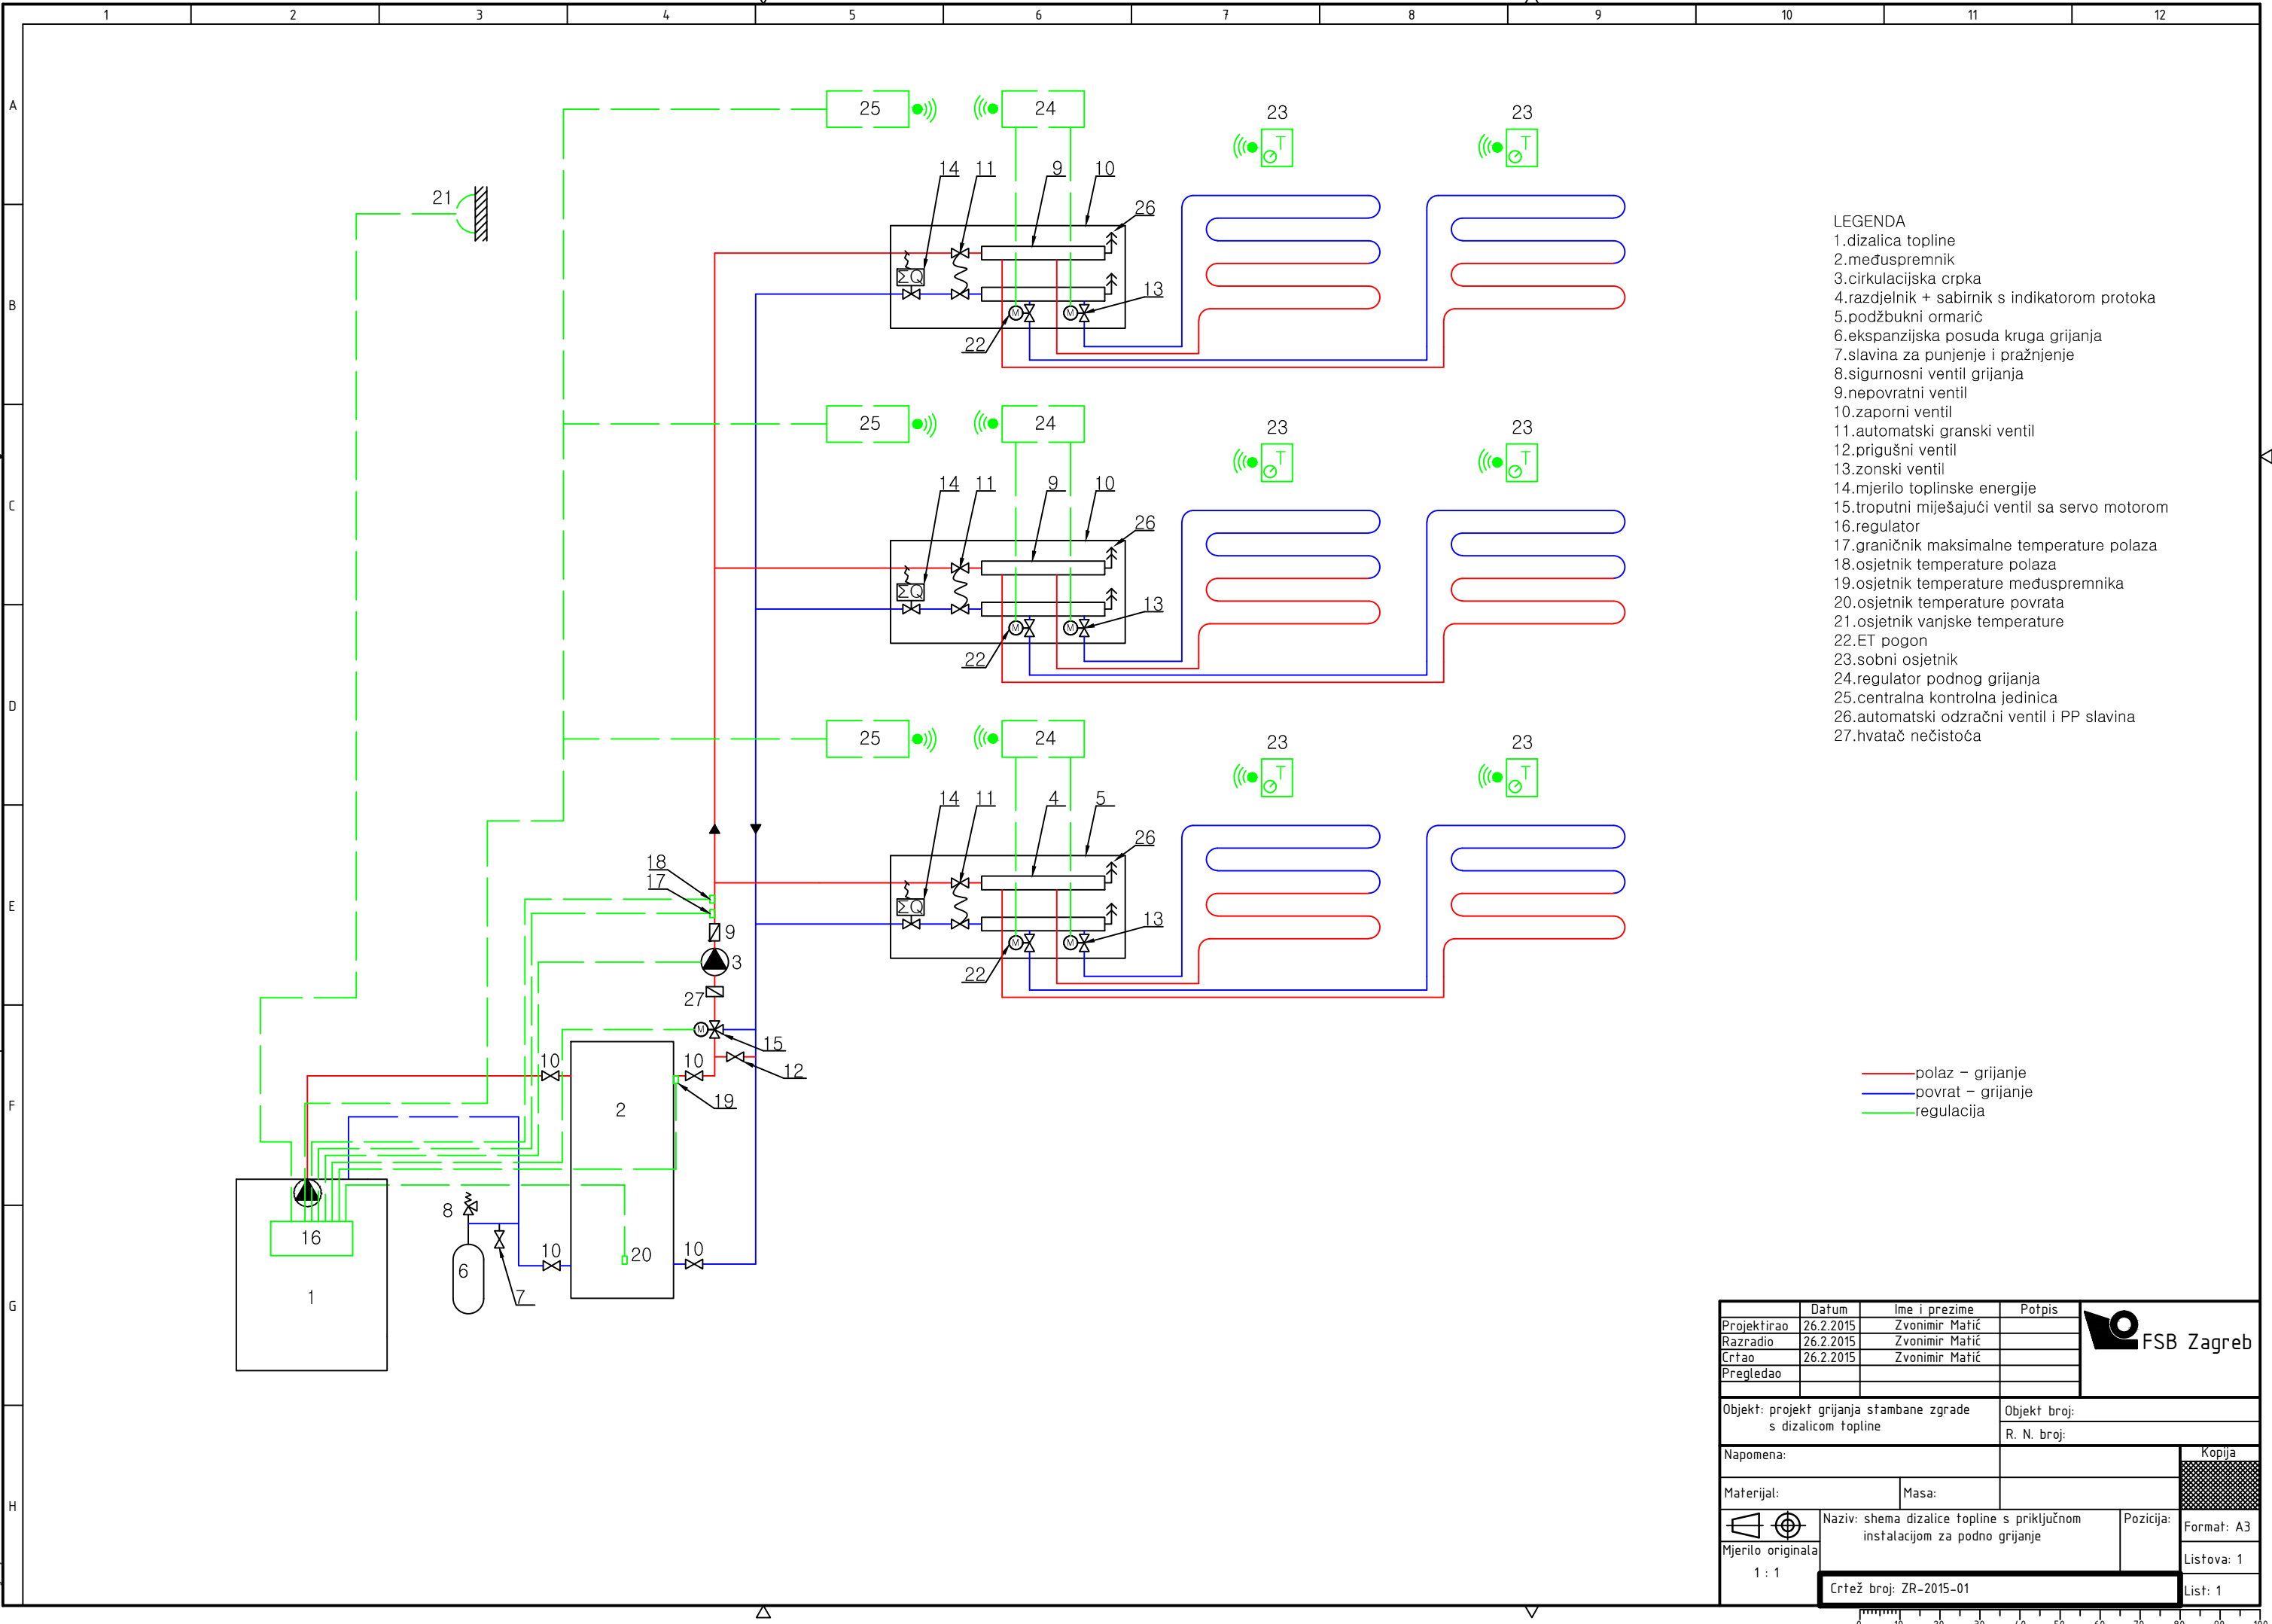 1 2 3 4 5 6 7 8 9 10 11 12
A
B
C
D
E
F
G
H
25 24 23 23
T T
21
14 11 9 10
26
ΣQ
13
M M
22
25 24 23 23
T T
14 11 9 10
26
ΣQ
13
M M
22
25 24 23 23
T T
14 11 4 5
26
ΣQ
13
M M
22
18
17
9
3
27
M
15
12
10 10
19
2
8
16
10 10
20
6
7
1
LEGENDA
1.dizalica topline
2.međuspremnik
3.cirkulacijska crpka
4.razdjelnik + sabirnik s indikatorom protoka
5.podžbukni ormarić
6.ekspanzijska posuda kruga grijanja
7.slavina za punjenje i pražnjenje
8.sigurnosni ventil grijanja
9.nepovratni ventil
10.zaporni ventil
11.automatski granski ventil
12.prigušni ventil
13.zonski ventil
14.mjerilo toplinske energije
15.troputni miješajući ventil sa servo motorom
16.regulator
17.graničnik maksimalne temperature polaza
18.osjetnik temperature polaza
19.osjetnik temperature međuspremnika
20.osjetnik temperature povrata
21.osjetnik vanjske temperature
22.ET pogon
23.sobni osjetnik
24.regulator podnog grijanja
25.centralna kontrolna jedinica
26.automatski odzračni ventil i PP slavina
27.hvatač nečistoća
polaz – grijanje
povrat – grijanje
regulacija
Datum Ime i prezime Potpis
Projektirao 26.2.2015 Zvonimir Matić
Razradio 26.2.2015 Zvonimir Matić
Crtao 26.2.2015 Zvonimir Matić
Pregledao
FSB Zagreb
Objekt: projekt grijanja stambane zgrade
s dizalicom topline
Objekt broj:
R. N. broj:
Napomena:
Kopija
Materijal: Masa:
Naziv: shema dizalice topline s priključnom
instalacijom za podno grijanje
Pozicija:
Format: A3
Mjerilo originala
1 : 1
Listova: 1
Crtež broj: ZR-2015-01
List: 1